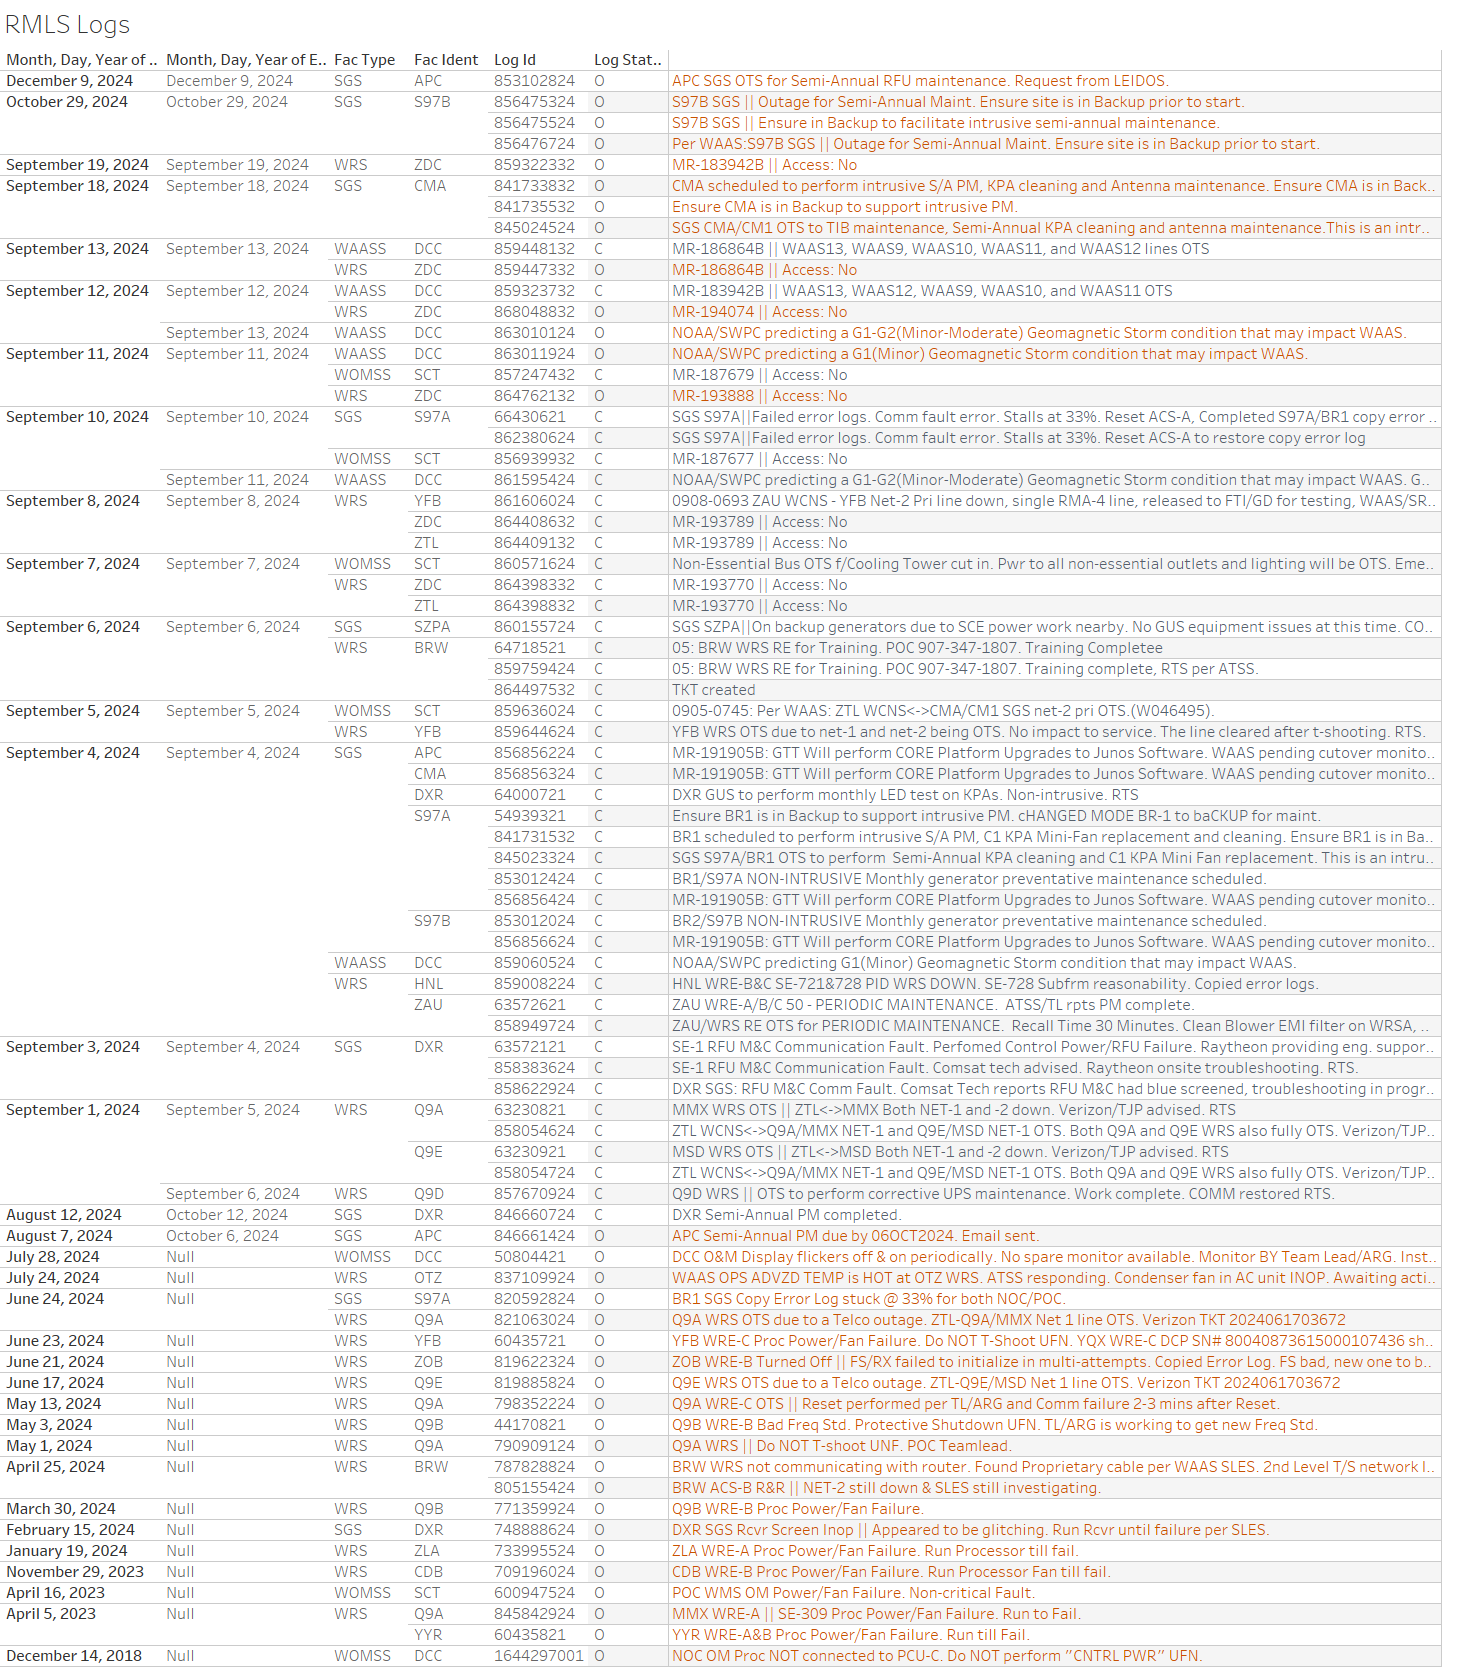 RMLS Logs
Month, Day, Year of .. Month, Day, Year of E.. Fac Type Fac Ident Log Id Log Stat..
December 9, 2024 December 9, 2024 SGS APC 853102824 O APC SGS OTS for Semi-Annual RFU maintenance. Request from LEIDOS.
October 29, 2024 October 29, 2024 SGS S97B 856475324 O S97B SGS || Outage for Semi-Annual Maint. Ensure site is in Backup prior to start.
856475524 O S97B SGS || Ensure in Backup to facilitate intrusive semi-annual maintenance.
856476724 O Per WAAS:S97B SGS || Outage for Semi-Annual Maint. Ensure site is in Backup prior to start.
September 19, 2024 September 19, 2024 WRS ZDC 859322332 O MR-183942B || Access: No
September 18, 2024 September 18, 2024 SGS CMA 841733832 O CMA scheduled to perform intrusive S/A PM, KPA cleaning and Antenna maintenance. Ensure CMA is in Back..
841735532 O Ensure CMA is in Backup to support intrusive PM.
845024524 O SGS CMA/CM1 OTS to TIB maintenance, Semi-Annual KPA cleaning and antenna maintenance.This is an intr..
September 13, 2024 September 13, 2024 WAASS DCC 859448132 C MR-186864B || WAAS13, WAAS9, WAAS10, WAAS11, and WAAS12 lines OTS
WRS ZDC 859447332 O MR-186864B || Access: No
September 12, 2024 September 12, 2024 WAASS DCC 859323732 C MR-183942B || WAAS13, WAAS12, WAAS9, WAAS10, and WAAS11 OTS
WRS ZDC 868048832 O MR-194074 || Access: No
September 13, 2024 WAASS DCC 863010124 O NOAA/SWPC predicting a G1-G2(Minor-Moderate) Geomagnetic Storm condition that may impact WAAS.
September 11, 2024 September 11, 2024 WAASS DCC 863011924 O NOAA/SWPC predicting a G1(Minor) Geomagnetic Storm condition that may impact WAAS.
WOMSS SCT 857247432 C MR-187679 || Access: No
WRS ZDC 864762132 O MR-193888 || Access: No
September 10, 2024 September 10, 2024 SGS S97A 66430621 C SGS S97A||Failed error logs. Comm fault error. Stalls at 33%. Reset ACS-A, Completed S97A/BR1 copy error ..
862380624 C SGS S97A||Failed error logs. Comm fault error. Stalls at 33%. Reset ACS-A to restore copy error log
WOMSS SCT 856939932 C MR-187677 || Access: No
September 11, 2024 WAASS DCC 861595424 C NOAA/SWPC predicting a G1-G2(Minor-Moderate) Geomagnetic Storm condition that may impact WAAS. G..
September 8, 2024 September 8, 2024 WRS YFB 861606024 C 0908-0693 ZAU WCNS - YFB Net-2 Pri line down, single RMA-4 line, released to FTI/GD for testing, WAAS/SR..
ZDC 864408632 C MR-193789 || Access: No
ZTL 864409132 C MR-193789 || Access: No
September 7, 2024 September 7, 2024 WOMSS SCT 860571624 C Non-Essential Bus OTS f/Cooling Tower cut in. Pwr to all non-essential outlets and lighting will be OTS. Eme..
WRS ZDC 864398332 C MR-193770 || Access: No
ZTL 864398832 C MR-193770 || Access: No
September 6, 2024 September 6, 2024 SGS SZPA 860155724 C SGS SZPA||On backup generators due to SCE power work nearby. No GUS equipment issues at this time. CO..
WRS BRW 64718521 C 05: BRW WRS RE for Training. POC 907-347-1807. Training Completee
859759424 C 05: BRW WRS RE for Training. POC 907-347-1807. Training complete, RTS per ATSS.
864497532 C TKT created
September 5, 2024 September 5, 2024 WOMSS SCT 859636024 C 0905-0745: Per WAAS: ZTL WCNS<->CMA/CM1 SGS net-2 pri OTS.(W046495).
WRS YFB 859644624 C YFB WRS OTS due to net-1 and net-2 being OTS. No impact to service. The line cleared after t-shooting. RTS.
September 4, 2024 September 4, 2024 SGS APC 856856224 C MR-191905B: GTT Will perform CORE Platform Upgrades to Junos Software. WAAS pending cutover monito..
CMA 856856324 C MR-191905B: GTT Will perform CORE Platform Upgrades to Junos Software. WAAS pending cutover monito..
DXR 64000721 C DXR GUS to perform monthly LED test on KPAs. Non-intrusive. RTS
S97A 54939321 C Ensure BR1 is in Backup to support intrusive PM. cHANGED MODE BR-1 to baCKUP for maint.
841731532 C BR1 scheduled to perform intrusive S/A PM, C1 KPA Mini-Fan replacement and cleaning. Ensure BR1 is in Ba..
845023324 C SGS S97A/BR1 OTS to perform  Semi-Annual KPA cleaning and C1 KPA Mini Fan replacement. This is an intru..
853012424 C BR1/S97A NON-INTRUSIVE Monthly generator preventative maintenance scheduled.
856856424 C MR-191905B: GTT Will perform CORE Platform Upgrades to Junos Software. WAAS pending cutover monito..
S97B 853012024 C BR2/S97B NON-INTRUSIVE Monthly generator preventative maintenance scheduled.
856856624 C MR-191905B: GTT Will perform CORE Platform Upgrades to Junos Software. WAAS pending cutover monito..
WAASS DCC 859060524 C NOAA/SWPC predicting G1(Minor) Geomagnetic Storm condition that may impact WAAS.
WRS HNL 859008224 C HNL WRE-B&C SE-721&728 PID WRS DOWN. SE-728 Subfrm reasonability. Copied error logs.
ZAU 63572621 C ZAU WRE-A/B/C 50 - PERIODIC MAINTENANCE.  ATSS/TL rpts PM complete.
858949724 C ZAU/WRS RE OTS for PERIODIC MAINTENANCE.  Recall Time 30 Minutes. Clean Blower EMI filter on WRSA, ..
September 3, 2024 September 4, 2024 SGS DXR 63572121 C SE-1 RFU M&C Communication Fault. Perfomed Control Power/RFU Failure. Raytheon providing eng. suppor..
858383624 C SE-1 RFU M&C Communication Fault. Comsat tech advised. Raytheon onsite troubleshooting. RTS.
858622924 C DXR SGS: RFU M&C Comm Fault. Comsat Tech reports RFU M&C had blue screened, troubleshooting in progr..
September 1, 2024 September 5, 2024 WRS Q9A 63230821 C MMX WRS OTS || ZTL<->MMX Both NET-1 and -2 down. Verizon/TJP advised. RTS
858054624 C ZTL WCNS<->Q9A/MMX NET-1 and Q9E/MSD NET-1 OTS. Both Q9A and Q9E WRS also fully OTS. Verizon/TJP..
Q9E 63230921 C MSD WRS OTS || ZTL<->MSD Both NET-1 and -2 down. Verizon/TJP advised. RTS
858054724 C ZTL WCNS<->Q9A/MMX NET-1 and Q9E/MSD NET-1 OTS. Both Q9A and Q9E WRS also fully OTS. Verizon/TJP..
September 6, 2024 WRS Q9D 857670924 C Q9D WRS || OTS to perform corrective UPS maintenance. Work complete. COMM restored RTS.
August 12, 2024 October 12, 2024 SGS DXR 846660724 C DXR Semi-Annual PM completed.
August 7, 2024 October 6, 2024 SGS APC 846661424 O APC Semi-Annual PM due by 06OCT2024. Email sent.
July 28, 2024 Null WOMSS DCC 50804421 O DCC O&M Display flickers off & on periodically. No spare monitor available. Monitor BY Team Lead/ARG. Inst..
July 24, 2024 Null WRS OTZ 837109924 O WAAS OPS ADVZD TEMP is HOT at OTZ WRS. ATSS responding. Condenser fan in AC unit INOP. Awaiting acti..
June 24, 2024 Null SGS S97A 820592824 O BR1 SGS Copy Error Log stuck @ 33% for both NOC/POC.
WRS Q9A 821063024 O Q9A WRS OTS due to a Telco outage. ZTL-Q9A/MMX Net 1 line OTS. Verizon TKT 2024061703672
June 23, 2024 Null WRS YFB 60435721 O YFB WRE-C Proc Power/Fan Failure. Do NOT T-Shoot UFN. YQX WRE-C DCP SN# 80040873615000107436 sh..
June 21, 2024 Null WRS ZOB 819622324 O ZOB WRE-B Turned Off || FS/RX failed to initialize in multi-attempts. Copied Error Log. FS bad, new one to b..
June 17, 2024 Null WRS Q9E 819885824 O Q9E WRS OTS due to a Telco outage. ZTL-Q9E/MSD Net 1 line OTS. Verizon TKT 2024061703672
May 13, 2024 Null WRS Q9A 798352224 O Q9A WRE-C OTS || Reset performed per TL/ARG and Comm failure 2-3 mins after Reset.
May 3, 2024 Null WRS Q9B 44170821 O Q9B WRE-B Bad Freq Std. Protective Shutdown UFN. TL/ARG is working to get new Freq Std.
May 1, 2024 Null WRS Q9A 790909124 O Q9A WRS || Do NOT T-shoot UNF. POC Teamlead.
April 25, 2024 Null WRS BRW 787828824 O BRW WRS not communicating with router. Found Proprietary cable per WAAS SLES. 2nd Level T/S network I..
805155424 O BRW ACS-B R&R || NET-2 still down & SLES still investigating.
March 30, 2024 Null WRS Q9B 771359924 O Q9B WRE-B Proc Power/Fan Failure.
February 15, 2024 Null SGS DXR 748888624 O DXR SGS Rcvr Screen Inop || Appeared to be glitching. Run Rcvr until failure per SLES.
January 19, 2024 Null WRS ZLA 733995524 O ZLA WRE-A Proc Power/Fan Failure. Run Processor till fail.
November 29, 2023 Null WRS CDB 709196024 O CDB WRE-B Proc Power/Fan Failure. Run Processor Fan till fail.
April 16, 2023 Null WOMSS SCT 600947524 O POC WMS OM Power/Fan Failure. Non-critical Fault.
April 5, 2023 Null WRS Q9A 845842924 O MMX WRE-A || SE-309 Proc Power/Fan Failure. Run to Fail.
YYR 60435821 O YYR WRE-A&B Proc Power/Fan Failure. Run till Fail.
December 14, 2018 Null WOMSS DCC 1644297001 O NOC OM Proc NOT connected to PCU-C. Do NOT perform "CNTRL PWR" UFN.